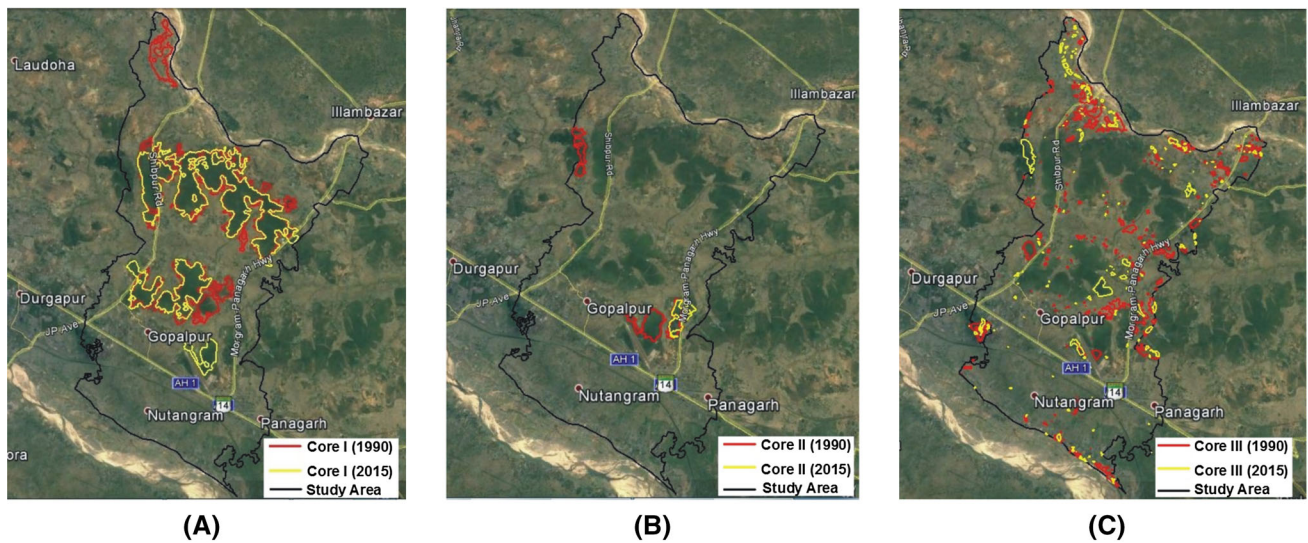 Laudoha
Illambazar
Shibpur Rd
Morgram Panagarh Hwy
Durgapur
JP Ave
Gopalpur
AH 1
14
Nutangram
Panagarh
ora
Core I (1990)
Core I (2015)
Study Area
(A)
Illambazar
Shibpur Rd
Morgram Panagarh Hwy
Durgapur
JP Ave
Gopalpur
AH 1
14
Nutangram
Panagarh
Core II (1990)
Core II (2015)
Study Area
(B)
Illambazar
Shibpur Rd
Morgram Panagarh Hwy
Durgapur
JP Ave
Gopalpur
AH 1
14
Nutangram
Panagarh
Core III (1990)
Core III (2015)
Study Area
(C)